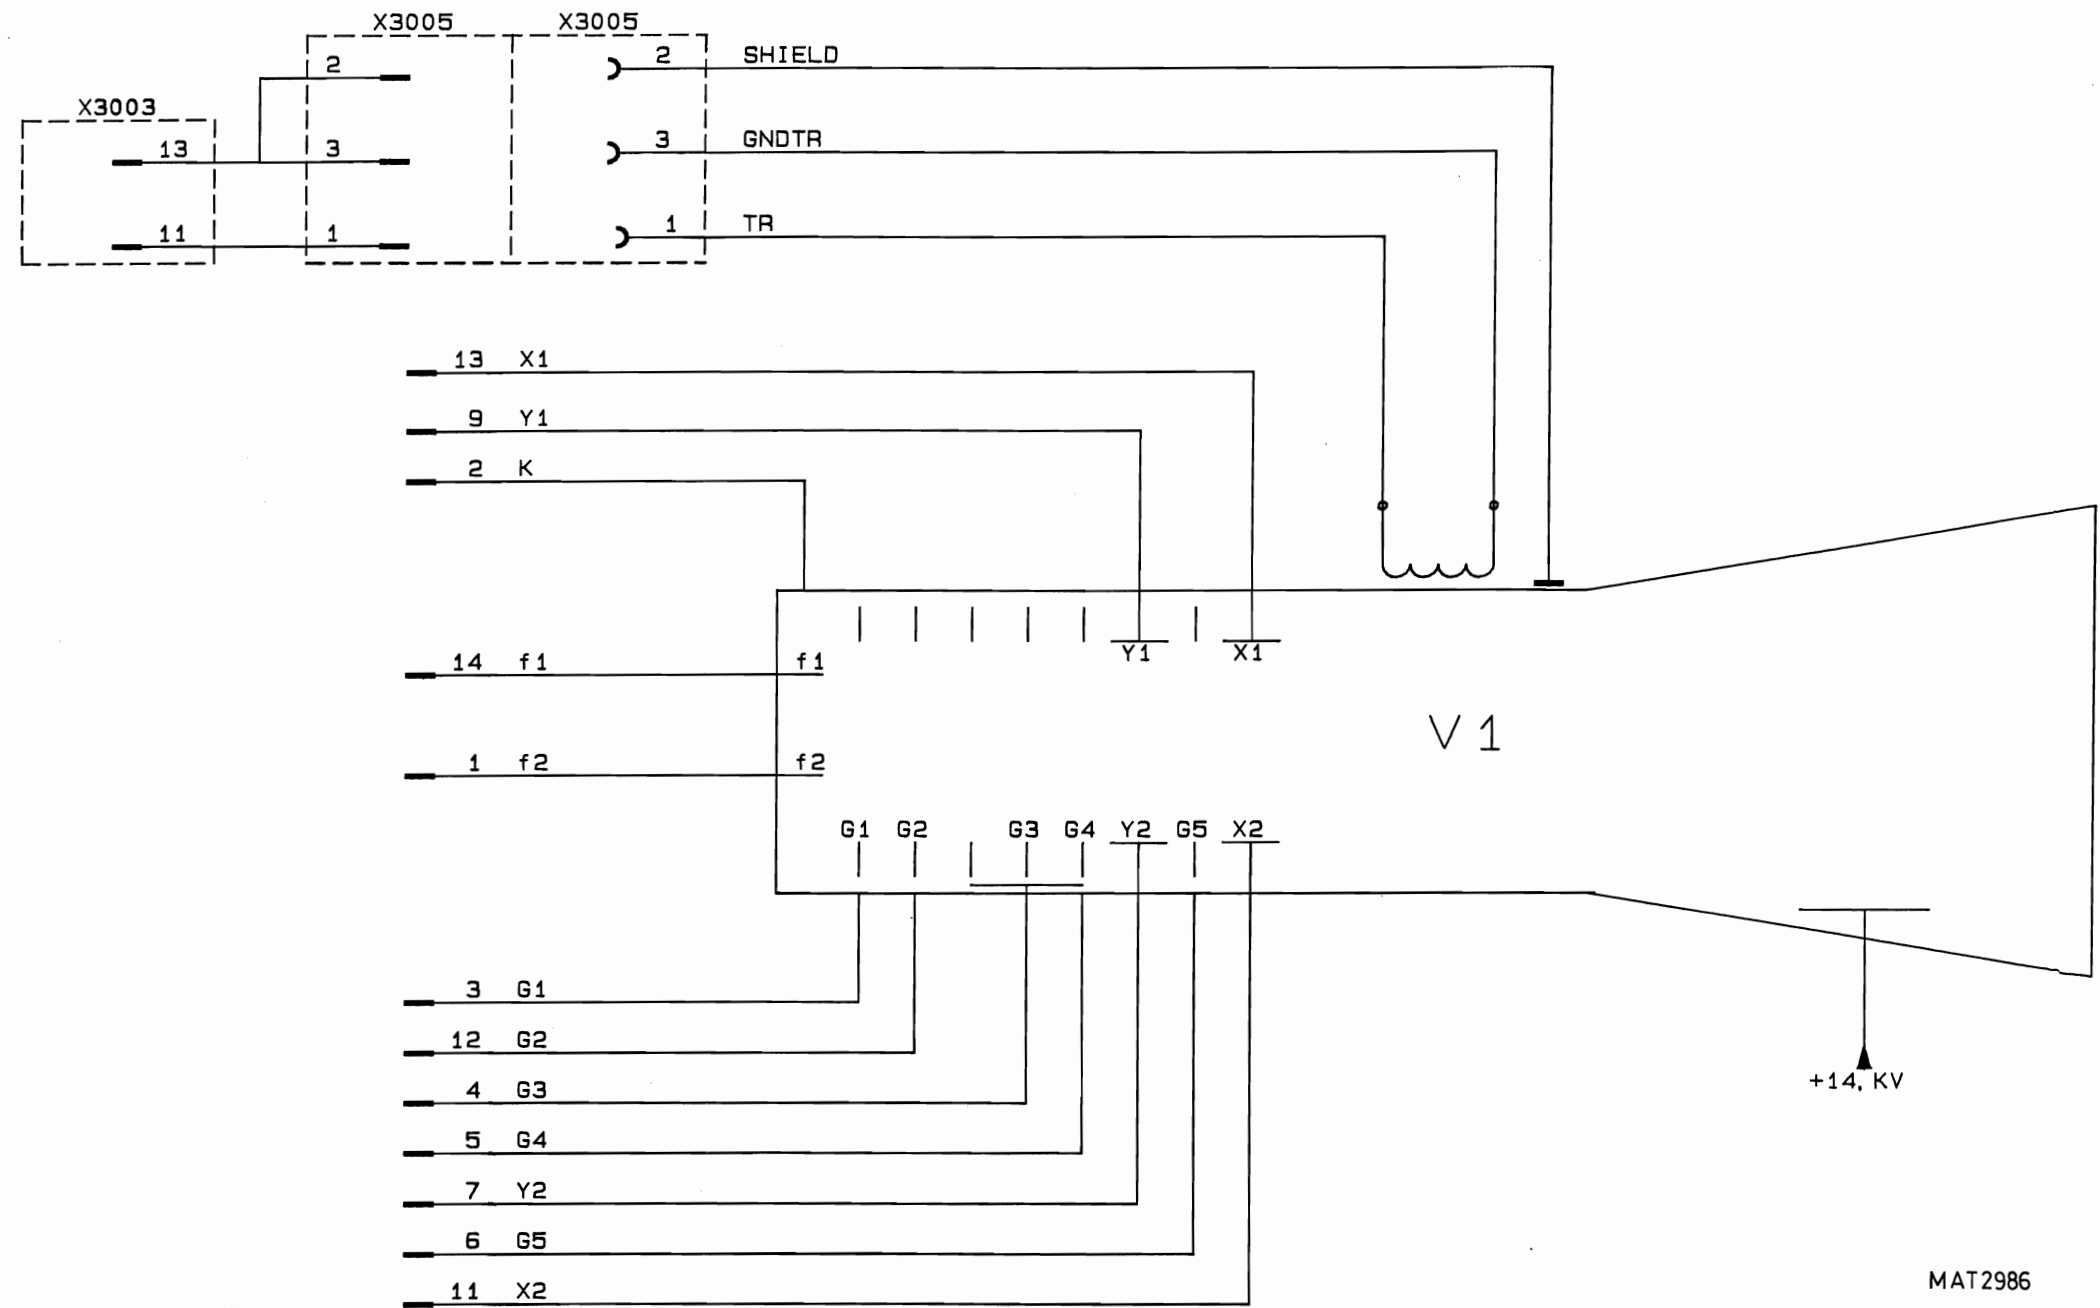 X3005 X3005
2 2 SHIELD
X3003
13 3 3 GNDTR
11 1 1 TR
13 X1
9 Y1
2 K
Y1 X1
14 f1 f1
V1
1 f2 f2
G1 G2 G3 G4 Y2 G5 X2
3 G1
12 G2
4 G3
+14. KV
5 G4
7 Y2
6 G5
11 X2
MAT2986